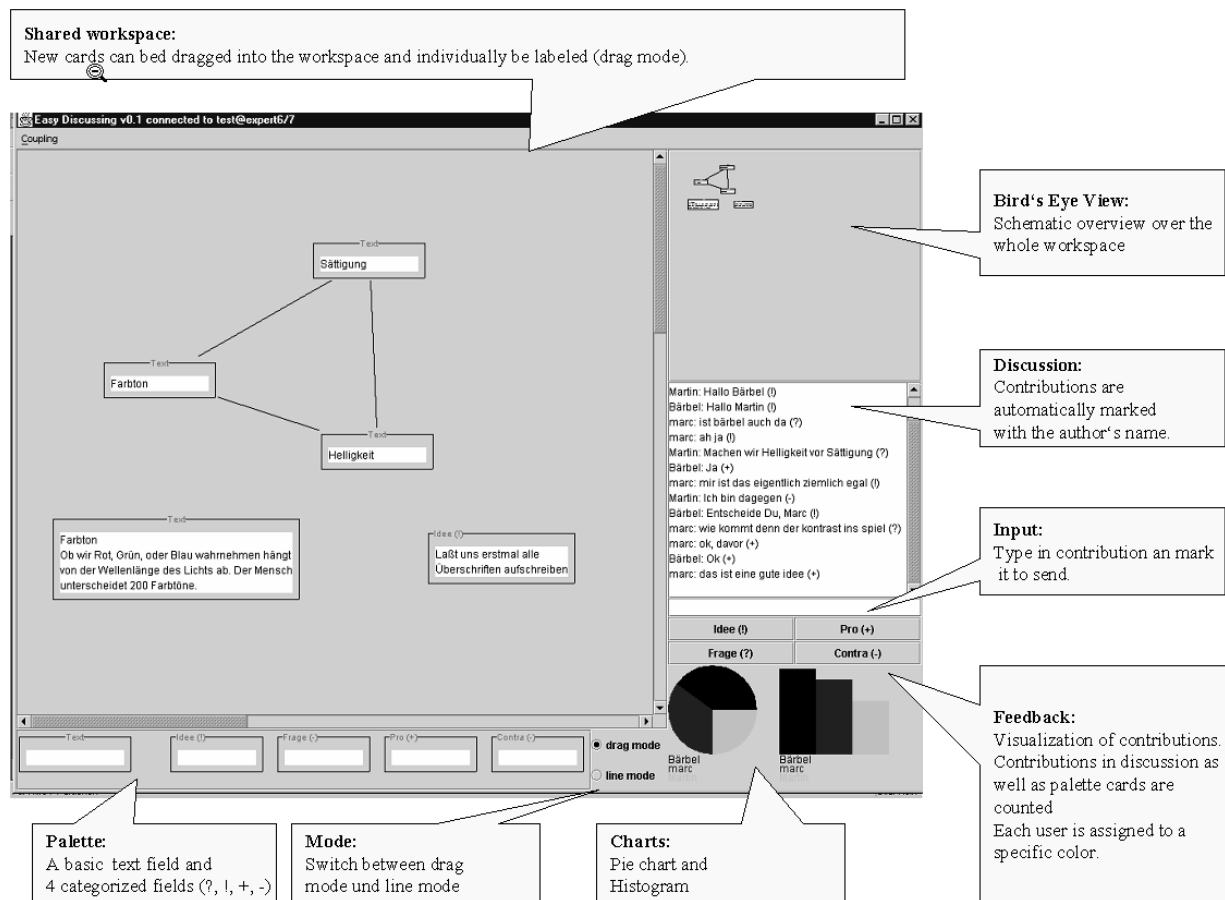 Shared workspace:
New cards can bed dragged into the workspace and individually be labeled (drag mode).
Easy Discussing v0.1 connected to test@expert6/7
Coupling
Text
Sättigung
Text
Farbton
Text
Helligkeit
Text
Farbton
Ob wir Rot, Grün, oder Blau wahrnehmen hängt
von der Wellenlänge des Lichts ab. Der Mensch
unterscheidet 200 Farbtöne.
Idee (!)
Laßt uns erstmal alle
Überschriften aufschreiben
Bird's Eye View:
Schematic overview over the
whole workspace
Martin: Hallo Bärbel (!)
Bärbel: Hallo Martin (!)
marc: ist bärbel auch da (?)
marc: ah ja (!)
Martin: Machen wir Helligkeit vor Sättigung (?)
Bärbel: Ja (+)
marc: mir ist das eigentlich ziemlich egal (!)
Martin: Ich bin dagegen (-)
Bärbel: Entscheide Du, Marc (!)
marc: wie kommt denn der kontrast ins spiel (?)
marc: ok, davor (+)
Bärbel: Ok (+)
marc: das ist eine gute idee (+)
Discussion:
Contributions are
automatically marked
with the author's name.
Input:
Type in contribution an mark
it to send.
Idee (!) Pro (+)
Frage (?) Contra (-)
Bärbel
marc
Martin
Bärbel
marc
Martin
Feedback:
Visualization of contributions.
Contributions in discussion as
well as palette cards are
counted
Each user is assigned to a
specific color.
Text Idee (!) Frage (-) Pro (+) Contra (-)
drag mode
line mode
Palette:
A basic text field and
4 categorized fields (?, !, +, -)
Mode:
Switch between drag
mode und line mode
Charts:
Pie chart and
Histogram